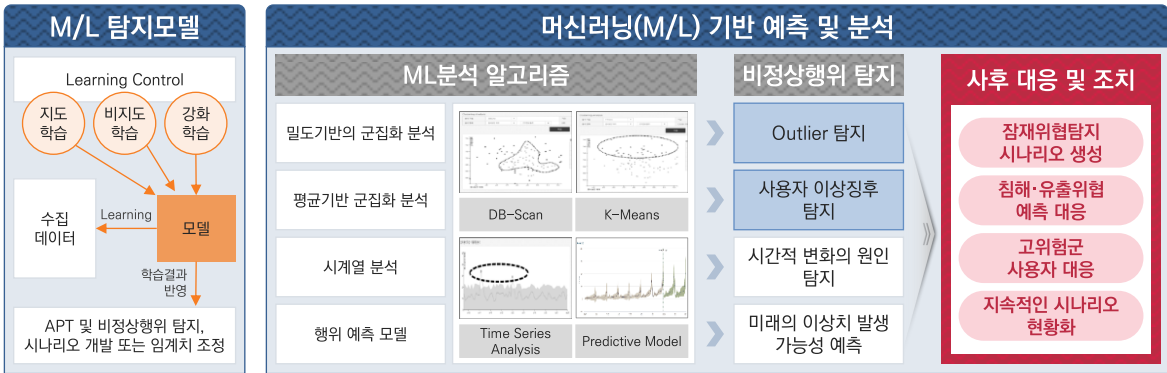 M/L 탐지모델
Learning Control
지도
학습
비지도
학습
강화
학습
수집
데이터
Learning
모델
학습결과
반영
APT 및 비정상행위 탐지,
시나리오 개발 또는 임계치 조정
머신러닝(M/L) 기반 예측 및 분석
ML분석 알고리즘
밀도기반의 군집화 분석
평균기반 군집화 분석
시계열 분석
행위 예측 모델
DB-Scan
K-Means
Time Series
Analysis
Predictive Model
비정상행위 탐지
Outlier 탐지
사용자 이상징후
탐지
시간적 변화의 원인
탐지
미래의 이상치 발생
가능성 예측
사후 대응 및 조치
잠재위협탐지
시나리오 생성
침해·유출위협
예측 대응
고위험군
사용자 대응
지속적인 시나리오
현황화